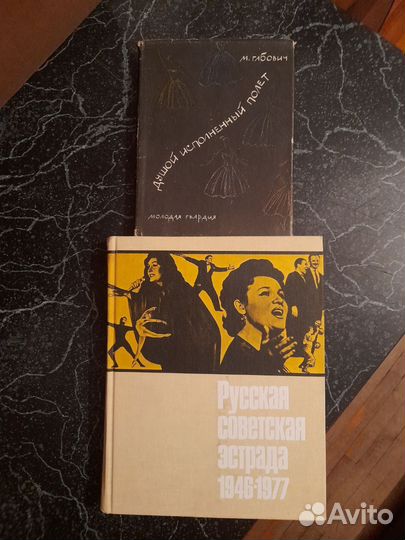 М. ГАБОВИЧ
ДУШОЙ ИСПОЛНЕННЫЙ ПОЛЕТ
МОЛОДАЯ ГВАРДИЯ
Русская
советская
эстрада
1946-1977
Avito